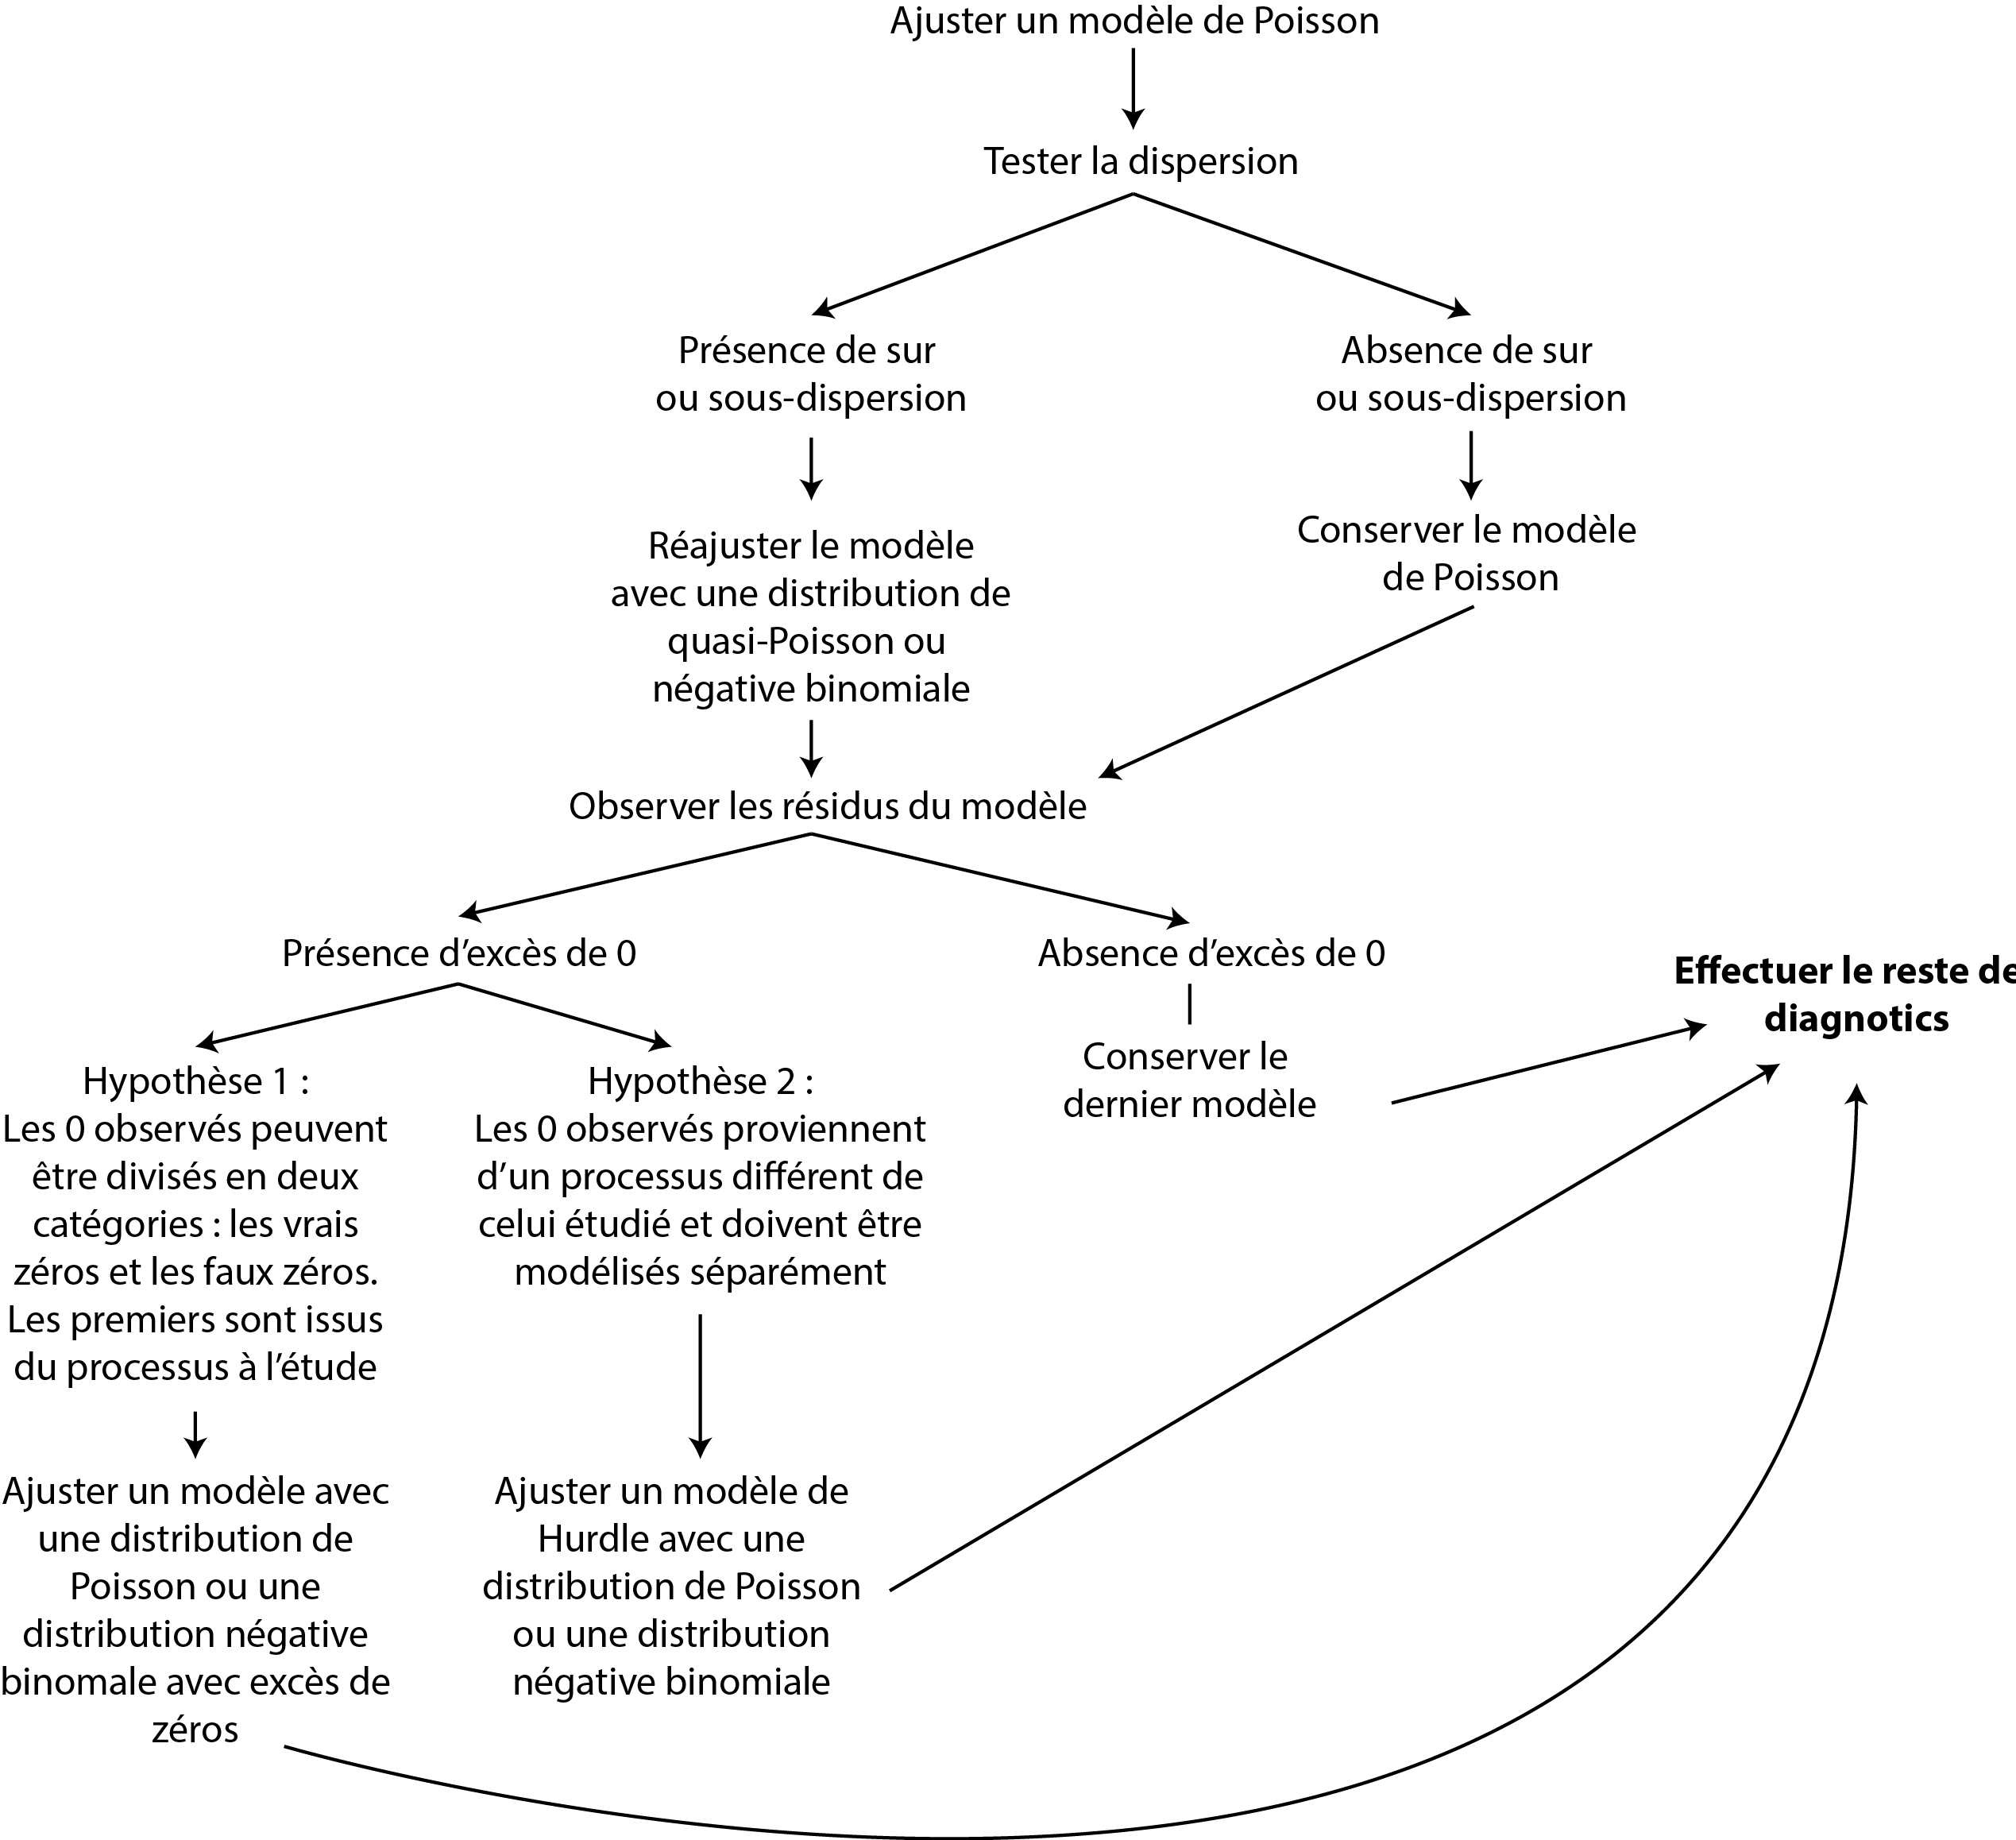 Ajuster un modèle de Poisson
Tester la dispersion
Présence de sur
ou sous-dispersion
Absence de sur
ou sous-dispersion
Réajuster le modèle
avec une distribution de
quasi-Poisson ou
négative binomiale
Conserver le modèle
de Poisson
Observer les résidus du modèle
Présence d’excès de 0
Absence d’excès de 0
Effectuer le reste de
diagnotics
Conserver le
dernier modèle
Hypothèse 1 :
Les 0 observés peuvent
être divisés en deux
catégories : les vrais
zéros et les faux zéros.
Les premiers sont issus
du processus à l’étude
Hypothèse 2 :
Les 0 observés proviennent
d’un processus différent de
celui étudié et doivent être
modélisés séparément
Ajuster un modèle avec
une distribution de
Poisson ou une
distribution négative
binomale avec excès de
zéros
Ajuster un modèle de
Hurdle avec une
distribution de Poisson
ou une distribution
négative binomiale